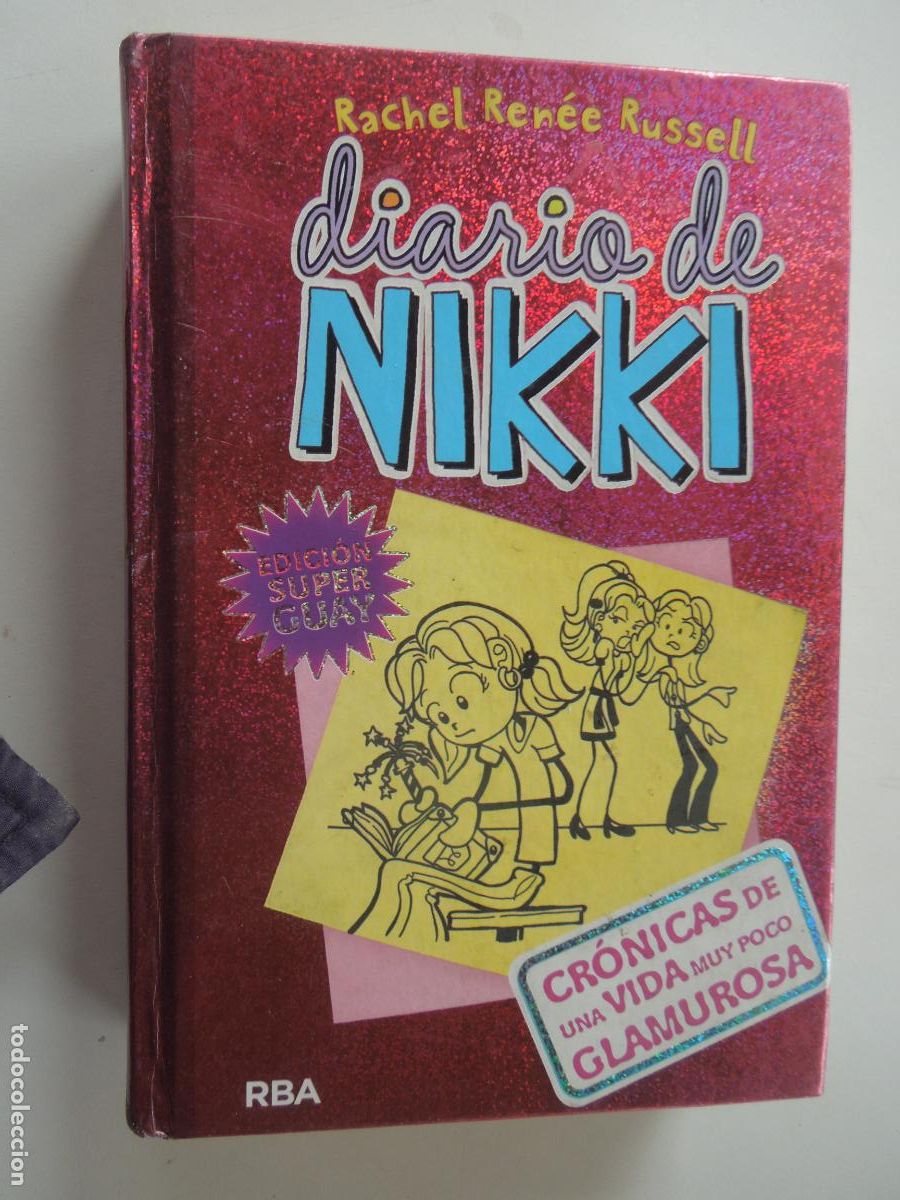 Rachel Renée Russell
diario de
NIKKI
EDICIÓN
SUPER
GUAY
CRÓNICAS DE
UNA VIDA MUY POCO
GLAMUROSA
RBA
todocoleccion